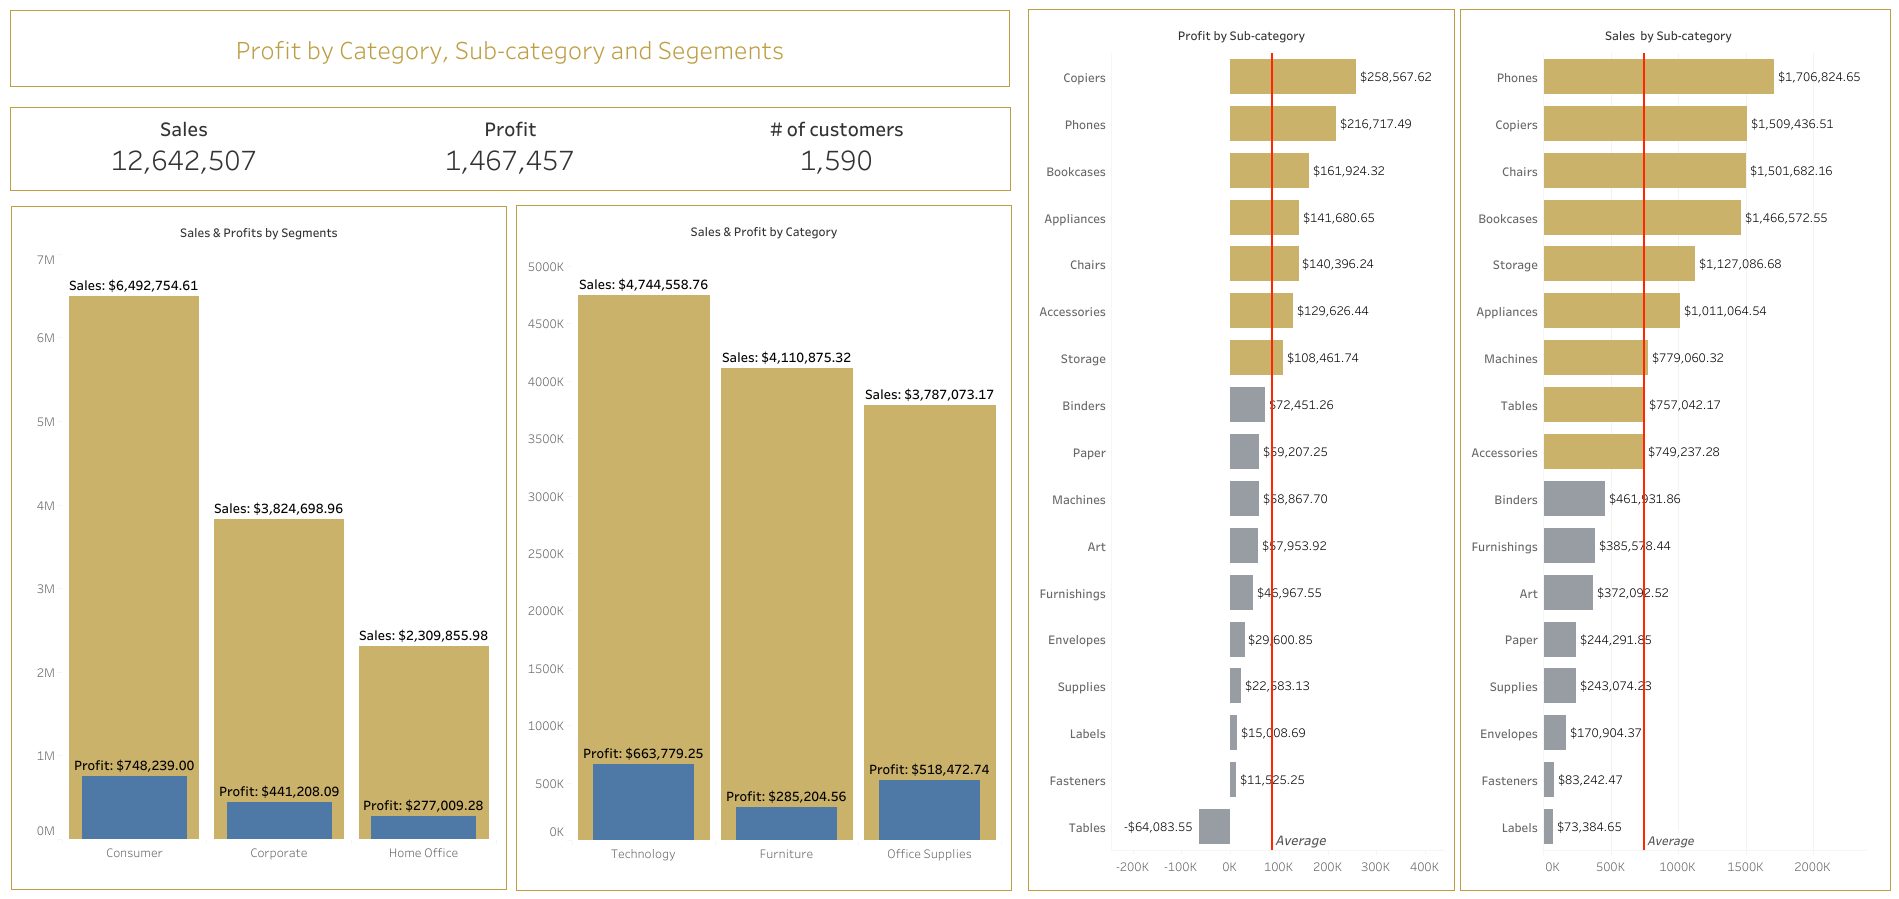 Profit by Category, Sub-category and Segements
Sales
12,642,507
Profit
1,467,457
# of customers
1,590
Sales & Profits by Segments
7M
6M
5M
4M
3M
2M
1M
0M
Sales: $6,492,754.61
Sales: $3,824,698.96
Sales: $2,309,855.98
Profit: $748,239.00
Profit: $441,208.09
Profit: $277,009.28
Consumer
Corporate
Home Office
Sales & Profit by Category
5000K
4500K
4000K
3500K
3000K
2500K
2000K
1500K
1000K
500K
0K
Sales: $4,744,558.76
Sales: $4,110,875.32
Sales: $3,787,073.17
Profit: $663,779.25
Profit: $285,204.56
Profit: $518,472.74
Technology
Furniture
Office Supplies
Profit by Sub-category
Copiers $258,567.62
Phones $216,717.49
Bookcases $161,924.32
Appliances $141,680.65
Chairs $140,396.24
Accessories $129,626.44
Storage $108,461.74
Binders $72,451.26
Paper $59,207.25
Machines $58,867.70
Art $57,953.92
Furnishings $46,967.55
Envelopes $29,600.85
Supplies $22,583.13
Labels $15,008.69
Fasteners $11,525.25
Tables -$64,083.55
Average
-200K -100K 0K 100K 200K 300K 400K
Sales by Sub-category
Phones $1,706,824.65
Copiers $1,509,436.51
Chairs $1,501,682.16
Bookcases $1,466,572.55
Storage $1,127,086.68
Appliances $1,011,064.54
Machines $779,060.32
Tables $757,042.17
Accessories $749,237.28
Binders $461,931.86
Furnishings $385,578.44
Art $372,092.52
Paper $244,291.85
Supplies $243,074.23
Envelopes $170,904.37
Fasteners $83,242.47
Labels $73,384.65
Average
0K 500K 1000K 1500K 2000K